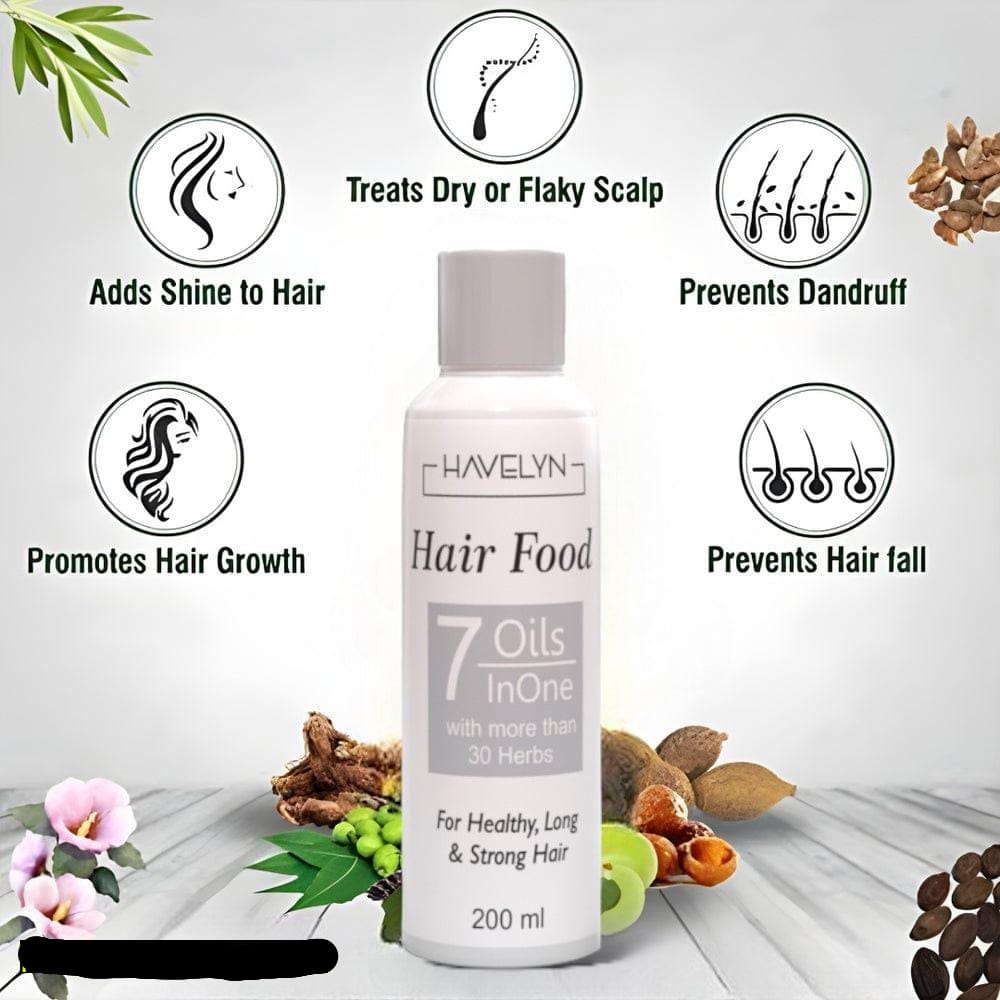 Treats Dry or Flaky Scalp
Adds Shine to Hair
Prevents Dandruff
Promotes Hair Growth
Prevents Hair fall
HAVELYN
Hair Food
7 Oils
InOne
with more than
30 Herbs
For Healthy, Long
& Strong Hair
200 ml